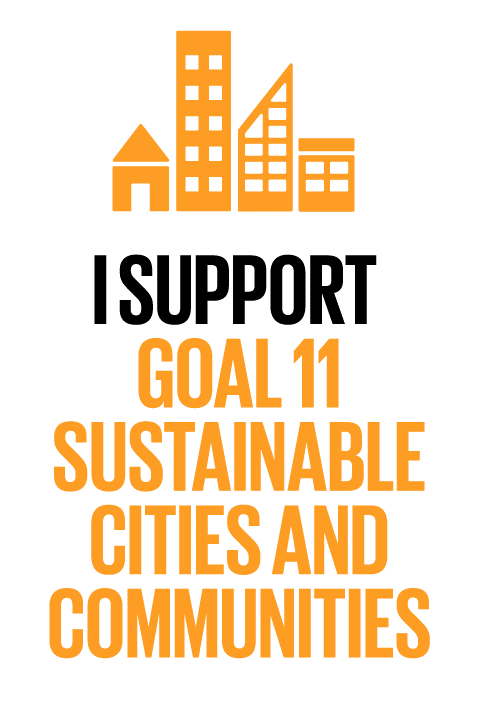 I SUPPORT
GOAL 11
SUSTAINABLE
CITIES AND
COMMUNITIES